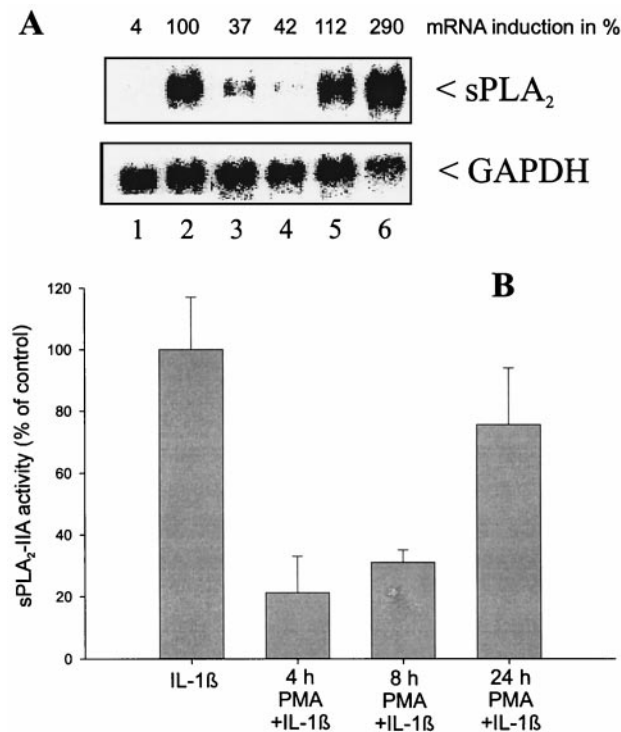 A
4 100 37 42 112 290 mRNA induction in %
< sPLA₂
< GAPDH
1 2 3 4 5 6
B
sPLA₂-IIA activity (% of control)
120
100
80
60
40
20
0
IL-1ß
4 h PMA +IL-1ß
8 h PMA +IL-1ß
24 h PMA +IL-1ß